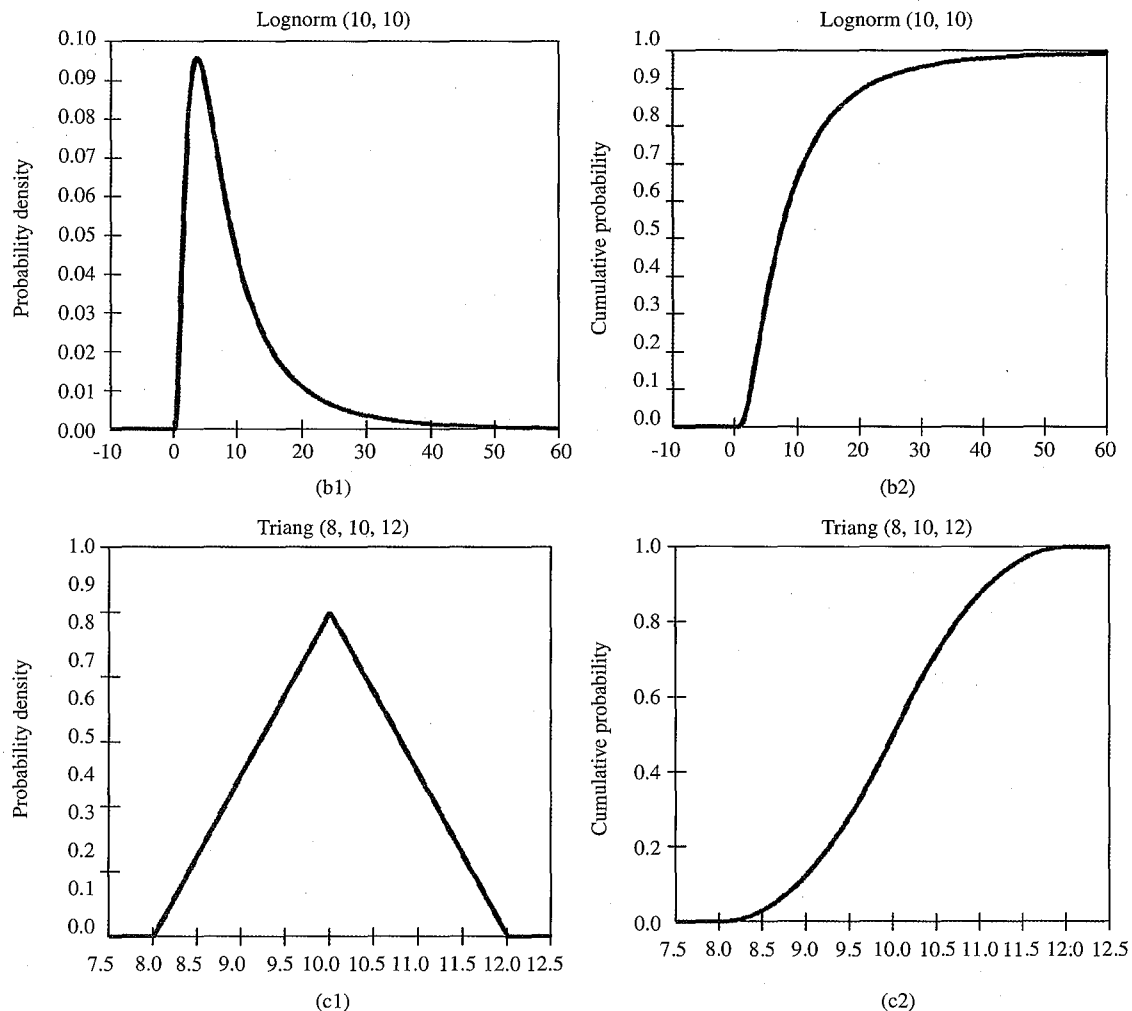 Lognorm (10, 10)
Probability density
0.10
0.09
0.08
0.07
0.06
0.05
0.04
0.03
0.02
0.01
0.00
-10 0 10 20 30 40 50 60
(b1)
Lognorm (10, 10)
Cumulative probability
1.0
0.9
0.8
0.7
0.6
0.5
0.4
0.3
0.2
0.1
0.0
-10 0 10 20 30 40 50 60
(b2)
Triang (8, 10, 12)
Probability density
1.0
0.9
0.8
0.7
0.6
0.5
0.4
0.3
0.2
0.1
0.0
7.5 8.0 8.5 9.0 9.5 10.0 10.5 11.0 11.5 12.0 12.5
(c1)
Triang (8, 10, 12)
Cumulative probability
1.0
0.8
0.6
0.4
0.2
0.0
7.5 8.0 8.5 9.0 9.5 10.0 10.5 11.0 11.5 12.0 12.5
(c2)